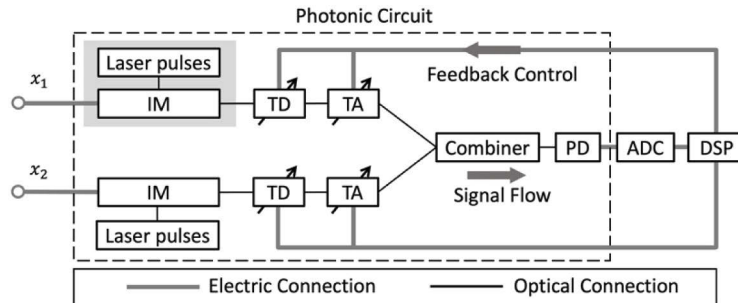 Photonic Circuit
Laser pulses
Feedback Control
x₁
IM
TD
TA
Combiner
PD
ADC
DSP
Signal Flow
x₂
IM
TD
TA
Laser pulses
Electric Connection
Optical Connection